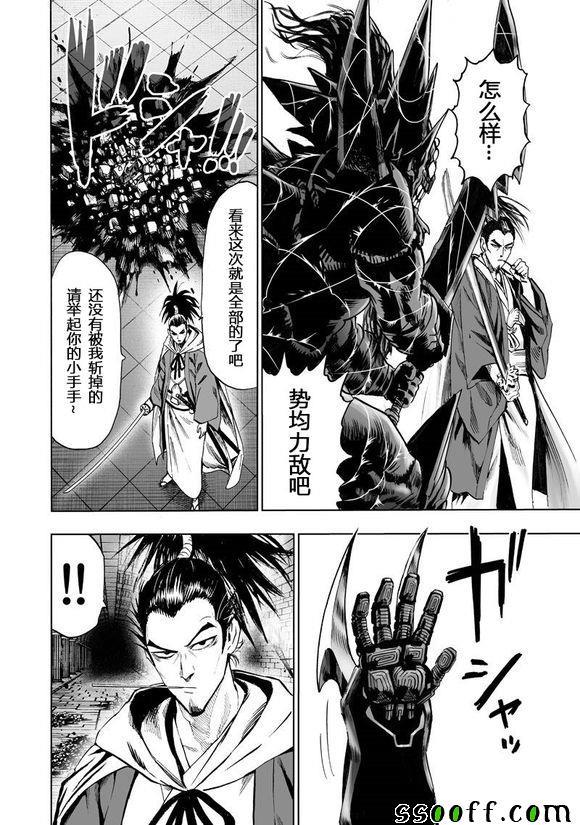 怎么样…
势均力敌吧
ドシャ!!!
看来这次就是
全部的了吧
还没有被我斩掉的
请举起你的小手手~
ガシャ
!!
ssooff.com